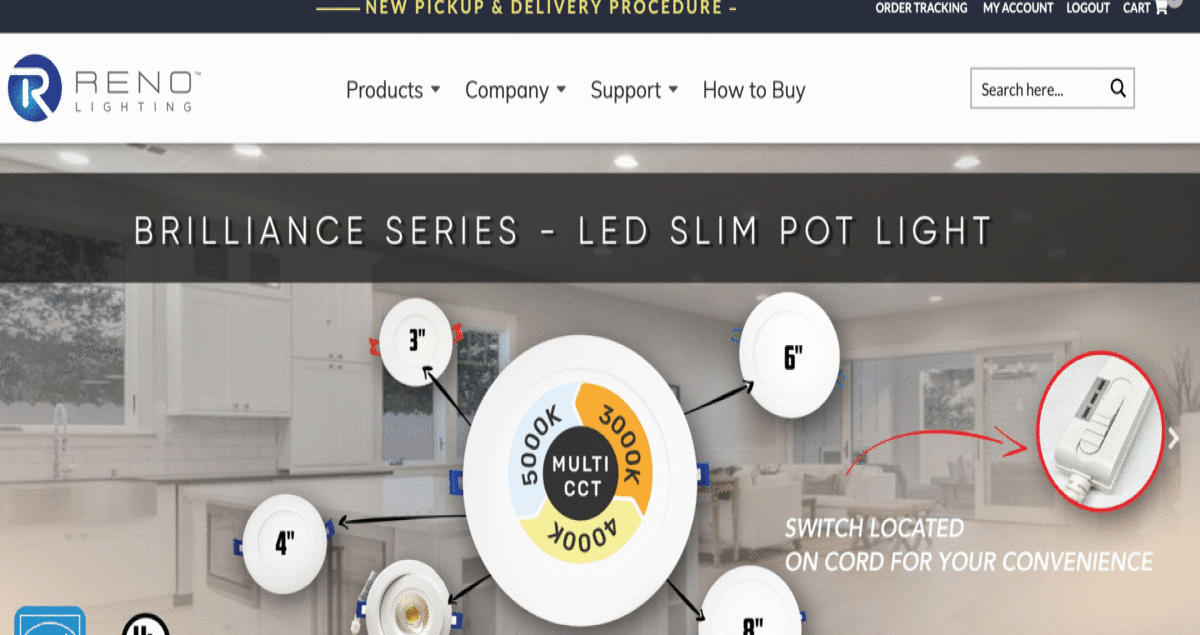 NEW PICKUP & DELIVERY PROCEDURE –
ORDER TRACKING MY ACCOUNT LOGOUT CART
RENO™
LIGHTING
Products Company Support How to Buy
Search here...
BRILLIANCE SERIES - LED SLIM POT LIGHT
3"
6"
5000K
3000K
MULTI
CCT
4000K
4"
SWITCH LOCATED
ON CORD FOR YOUR CONVENIENCE
8"